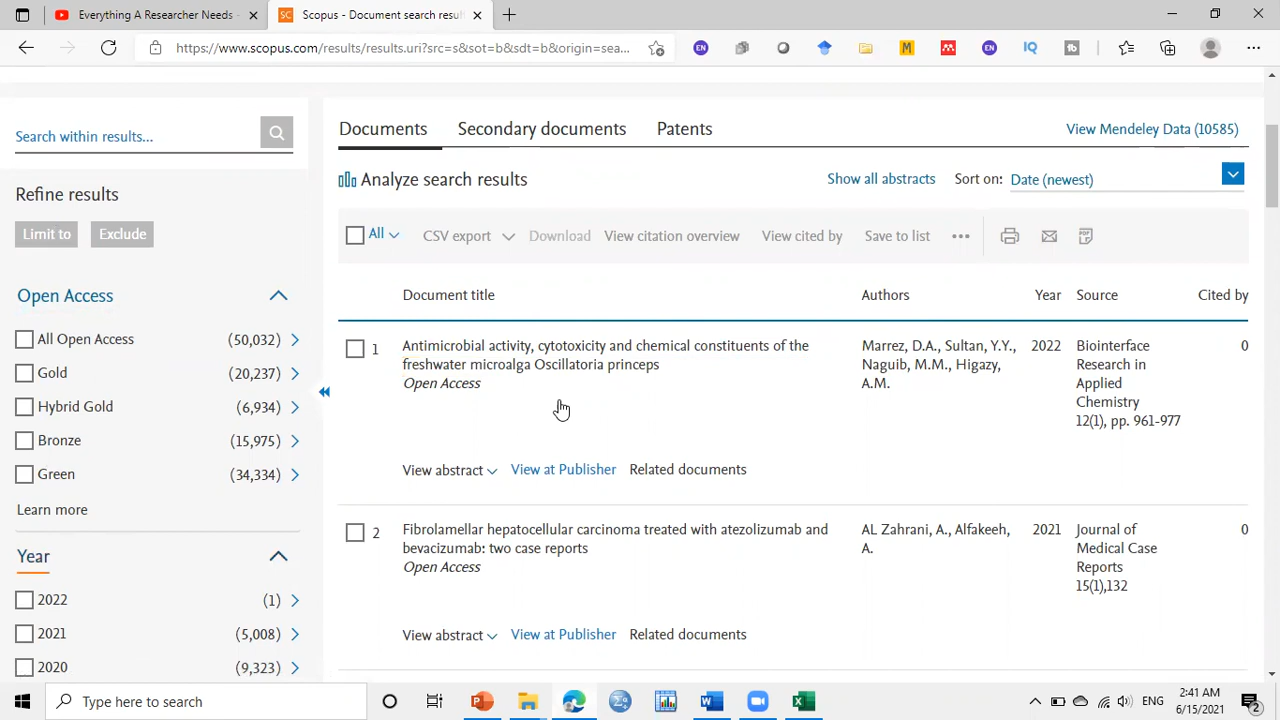 Everything A Researcher Needs -
SC Scopus - Document search result
https://www.scopus.com/results/results.uri?src=s&sot=b&sdt=b&origin=sea...
EN M EN IQ
Documents Secondary documents Patents View Mendeley Data (10585)
Search within results...
Analyze search results Show all abstracts Sort on: Date (newest)
Refine results
Limit to Exclude
All CSV export Download View citation overview View cited by Save to list ...
Open Access
Document title Authors Year Source Cited by
All Open Access (50,032)
Gold (20,237)
Hybrid Gold (6,934)
Bronze (15,975)
Green (34,334)
Learn more
Year
2022 (1)
2021 (5,008)
2020 (9,323)
1 Antimicrobial activity, cytotoxicity and chemical constituents of the
freshwater microalga Oscillatoria princeps
Open Access
Marrez, D.A., Sultan, Y.Y.,
Naguib, M.M., Higazy,
A.M.
2022
Biointerface
Research in
Applied
Chemistry
12(1), pp. 961-977
0
View abstract View at Publisher Related documents
2 Fibrolamellar hepatocellular carcinoma treated with atezolizumab and
bevacizumab: two case reports
Open Access
AL Zahrani, A., Alfakeeh,
A.
2021
Journal of
Medical Case
Reports
15(1),132
0
View abstract View at Publisher Related documents
Type here to search
ENG
2:41 AM
6/15/2021
2